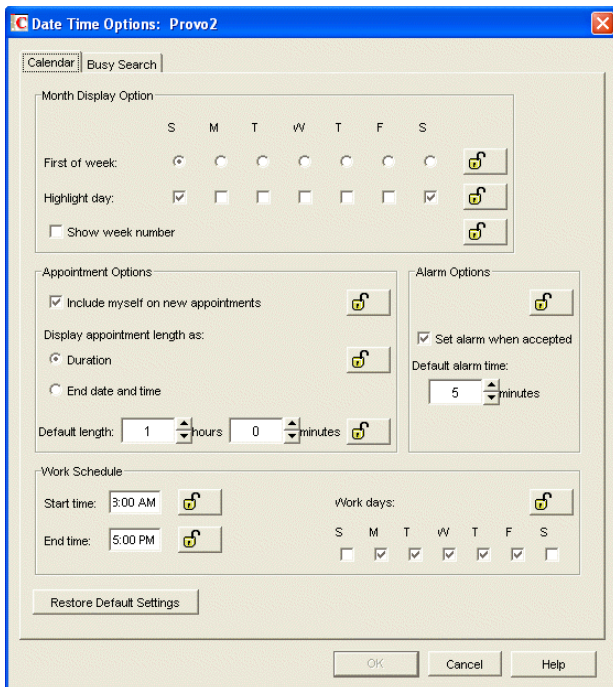 Date Time Options: Provo2
Calendar Busy Search
Month Display Option
S M T W T F S
First of week:
Highlight day:
Show week number
Appointment Options
Include myself on new appointments
Display appointment length as:
Duration
End date and time
Default length: 1 hours 0 minutes
Alarm Options
Set alarm when accepted
Default alarm time:
5 minutes
Work Schedule
Start time: :00 AM
End time: 5:00 PM
Work days:
S M T W T F S
Restore Default Settings
OK Cancel Help